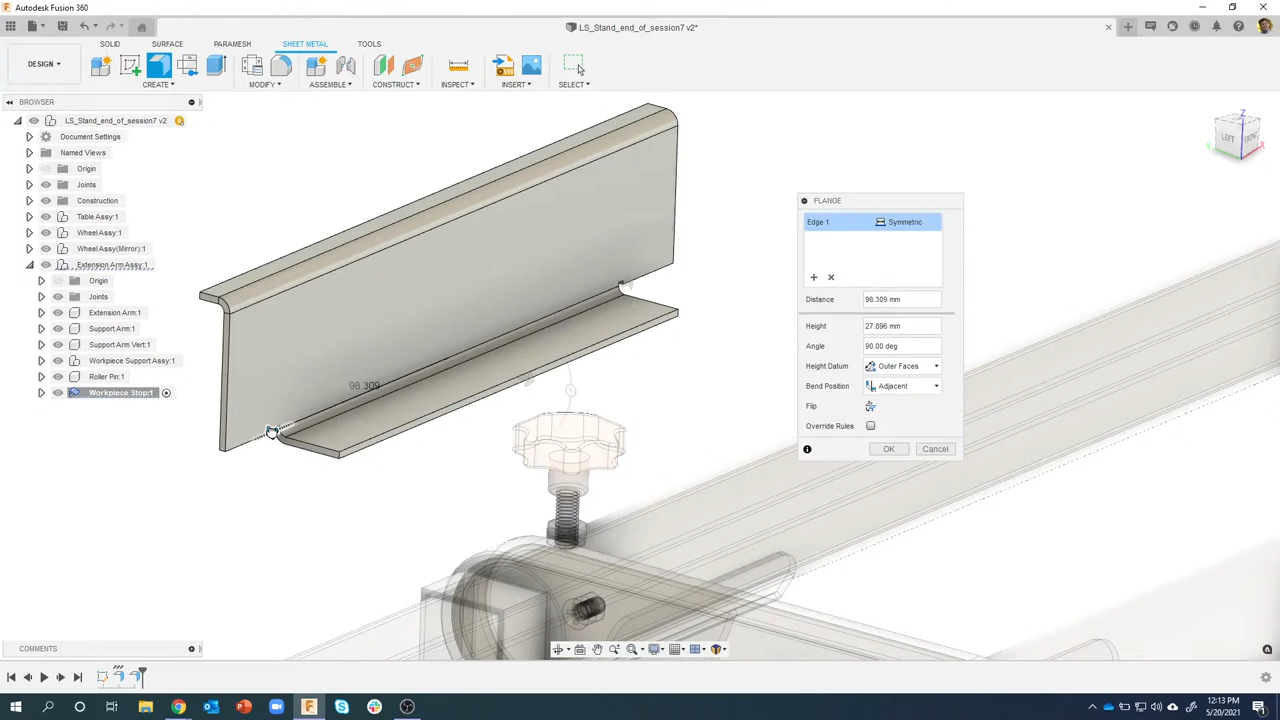 Autodesk Fusion 360
LS_Stand_end_of_session7 v2*
SOLID
SURFACE
PARAMESH
SHEET METAL
TOOLS
DESIGN
CREATE
MODIFY
ASSEMBLE
CONSTRUCT
INSPECT
INSERT
SELECT
BROWSER
LS_Stand_end_of_session7 v2
Document Settings
Named Views
Origin
Joints
Construction
Table Assy:1
Wheel Assy:1
Wheel Assy(Mirror):1
Extension Arm Assy:1
Origin
Joints
Extension Arm:1
Support Arm:1
Support Arm Vert:1
Workpiece Support Assy:1
Roller Pin:1
Workpiece Stop:1
98.309
Z
LEFT
FRONT
Y
X
FLANGE
Edge 1
Symmetric
Distance
98.309 mm
Height
27.896 mm
Angle
90.00 deg
Height Datum
Outer Faces
Bend Position
Adjacent
Flip
Override Rules
OK
Cancel
COMMENTS
12:13 PM
5/20/2021